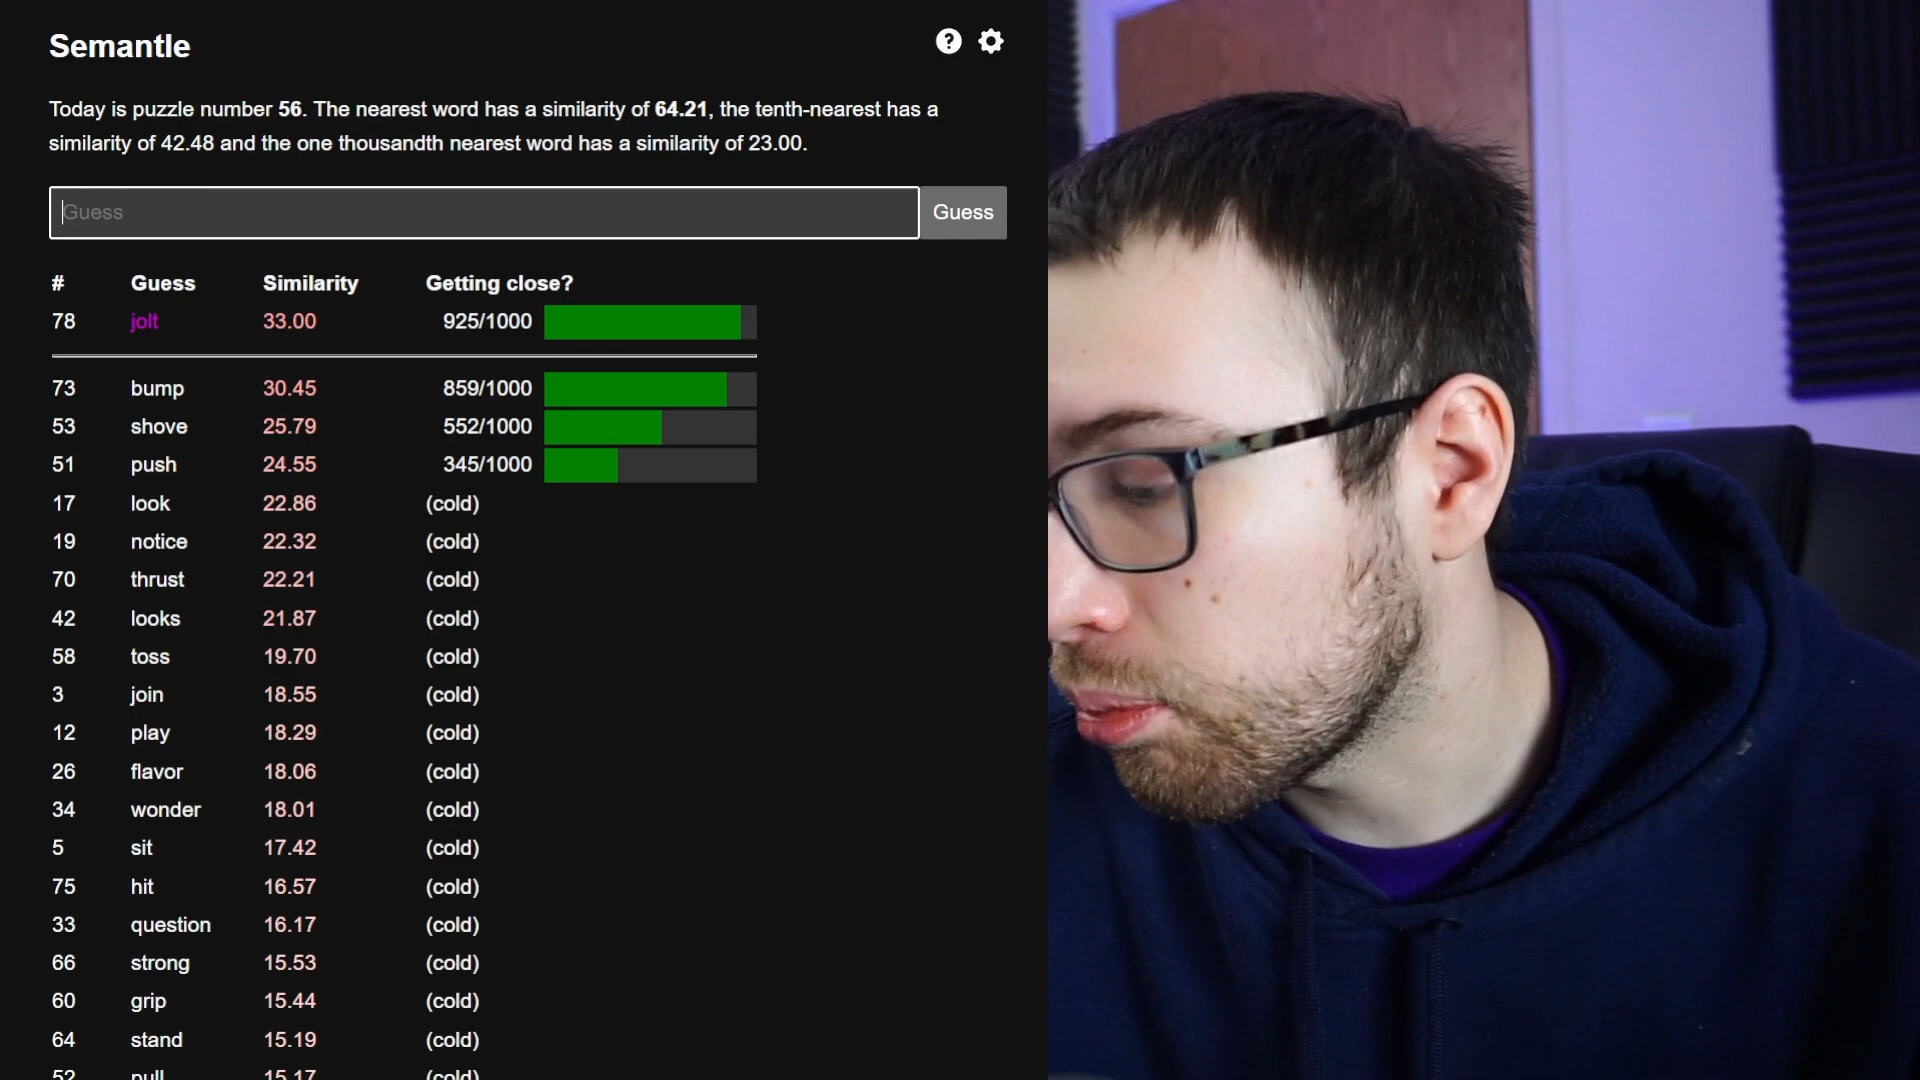 Semantle
Today is puzzle number 56. The nearest word has a similarity of 64.21, the tenth-nearest has a
similarity of 42.48 and the one thousandth nearest word has a similarity of 23.00.
Guess Guess
# Guess Similarity Getting close?
78 jolt 33.00 925/1000
73 bump 30.45 859/1000
53 shove 25.79 552/1000
51 push 24.55 345/1000
17 look 22.86 (cold)
19 notice 22.32 (cold)
70 thrust 22.21 (cold)
42 looks 21.87 (cold)
58 toss 19.70 (cold)
3 join 18.55 (cold)
12 play 18.29 (cold)
26 flavor 18.06 (cold)
34 wonder 18.01 (cold)
5 sit 17.42 (cold)
75 hit 16.57 (cold)
33 question 16.17 (cold)
66 strong 15.53 (cold)
60 grip 15.44 (cold)
64 stand 15.19 (cold)
52 pull 15.17 (cold)